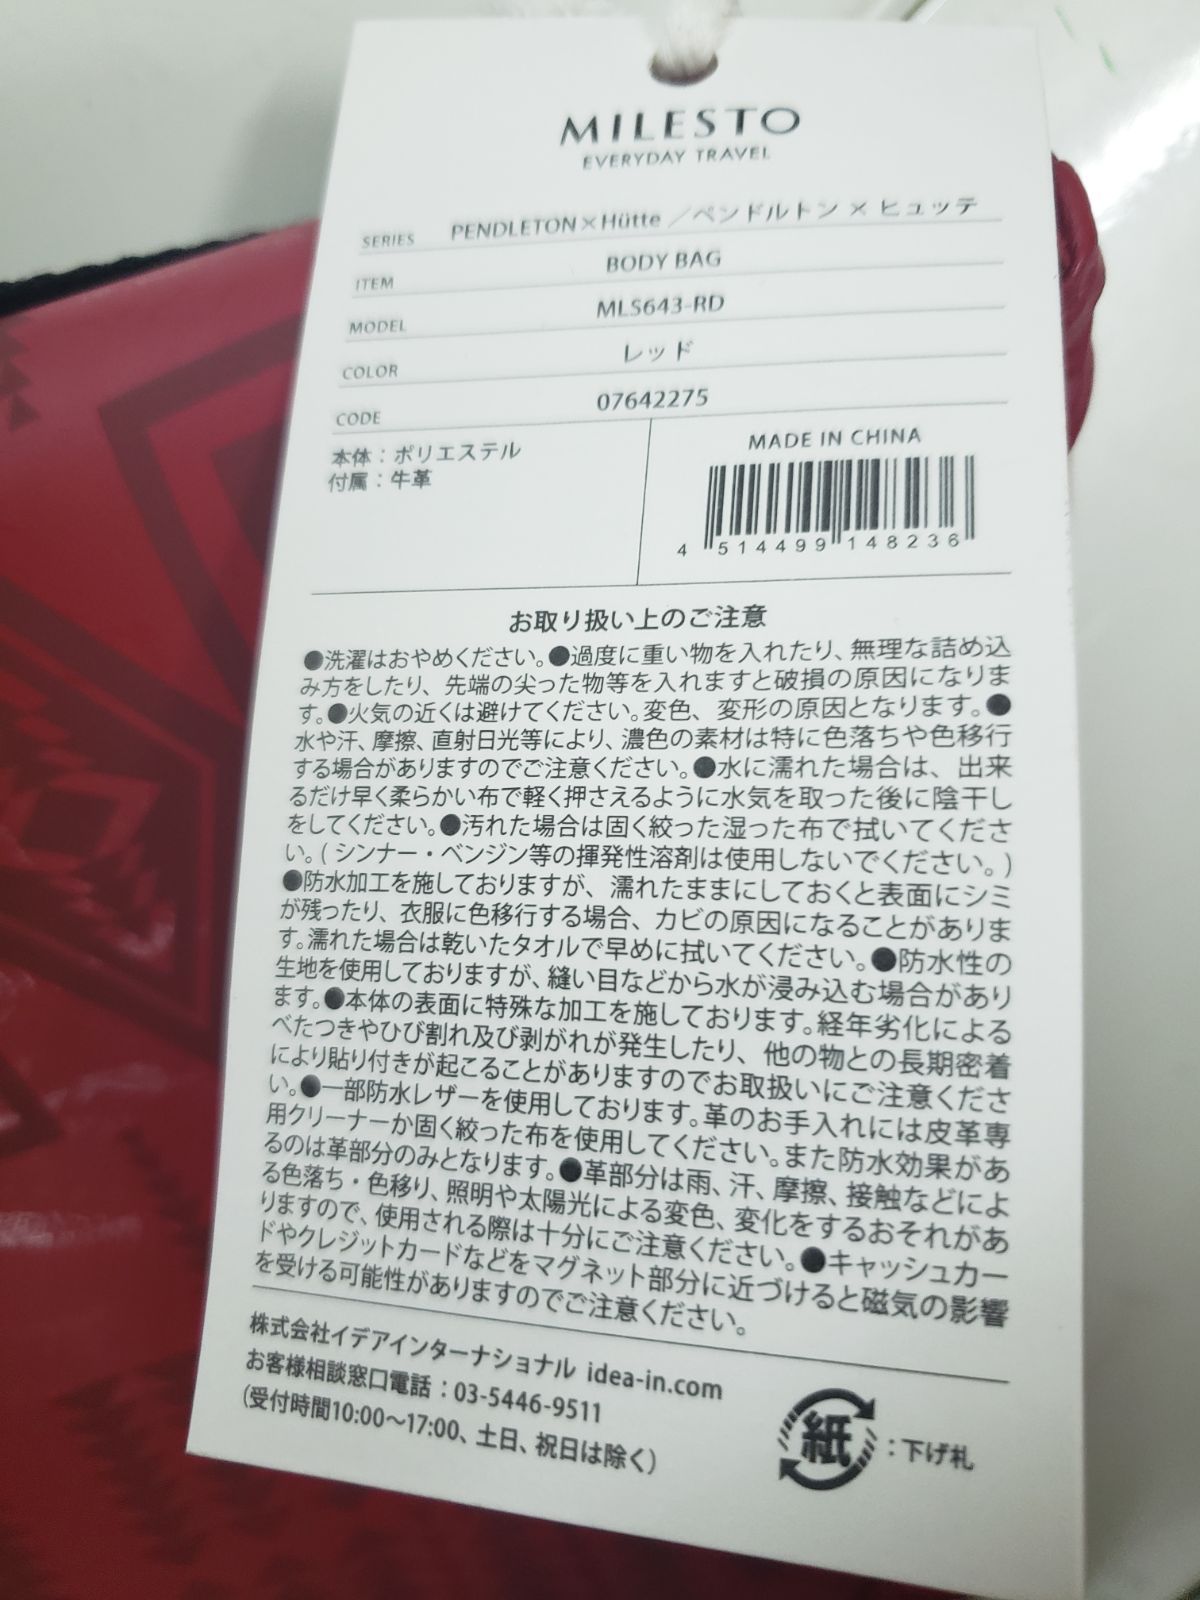 MILESTO
EVERYDAY TRAVEL
SERIES PENDLETON×Hütte／ペンドルトン×ヒュッテ
ITEM BODY BAG
MODEL MLS643-RD
COLOR レッド
CODE 07642275
本体：ポリエステル
付属：牛革
MADE IN CHINA
4 514499 148236
お取り扱い上のご注意
●洗濯はおやめください。●過度に重い物を入れたり、無理な詰め込
み方をしたり、先端の尖った物等を入れますと破損の原因になりま
す。●火気の近くは避けてください。変色、変形の原因となります。●
水や汗、摩擦、直射日光等により、濃色の素材は特に色落ちや色移行
する場合がありますのでご注意ください。●水に濡れた場合は、出来
るだけ早く柔らかい布で軽く押さえるように水気を取った後に陰干し
をしてください。●汚れた場合は固く絞った湿った布で拭いてくださ
い。(シンナー・ベンジン等の揮発性溶剤は使用しないでください。)
●防水加工を施しておりますが、濡れたままにしておくと表面にシミ
が残ったり、衣服に色移行する場合、カビの原因になることがありま
す。濡れた場合は乾いたタオルで早めに拭いてください。●防水性の
生地を使用しておりますが、縫い目などから水が浸み込む場合があり
ます。●本体の表面に特殊な加工を施しております。経年劣化による
べたつきやひび割れ及び剥がれが発生したり、他の物との長期密着
により貼り付きが起こることがありますのでお取扱いにご注意くださ
い。●一部防水レザーを使用しております。革のお手入れには皮革専
用クリーナーか固く絞った布を使用してください。また防水効果があ
るのは革部分のみとなります。●革部分は雨、汗、摩擦、接触などによ
る色落ち・色移り、照明や太陽光による変色、変化をするおそれがあ
りますので、使用される際は十分にご注意ください。●キャッシュカー
ドやクレジットカードなどをマグネット部分に近づけると磁気の影響
を受ける可能性がありますのでご注意ください。
株式会社イデアインターナショナル idea-in.com
お客様相談窓口電話：03-5446-9511
(受付時間10:00〜17:00、土日、祝日は除く)
紙：下げ札